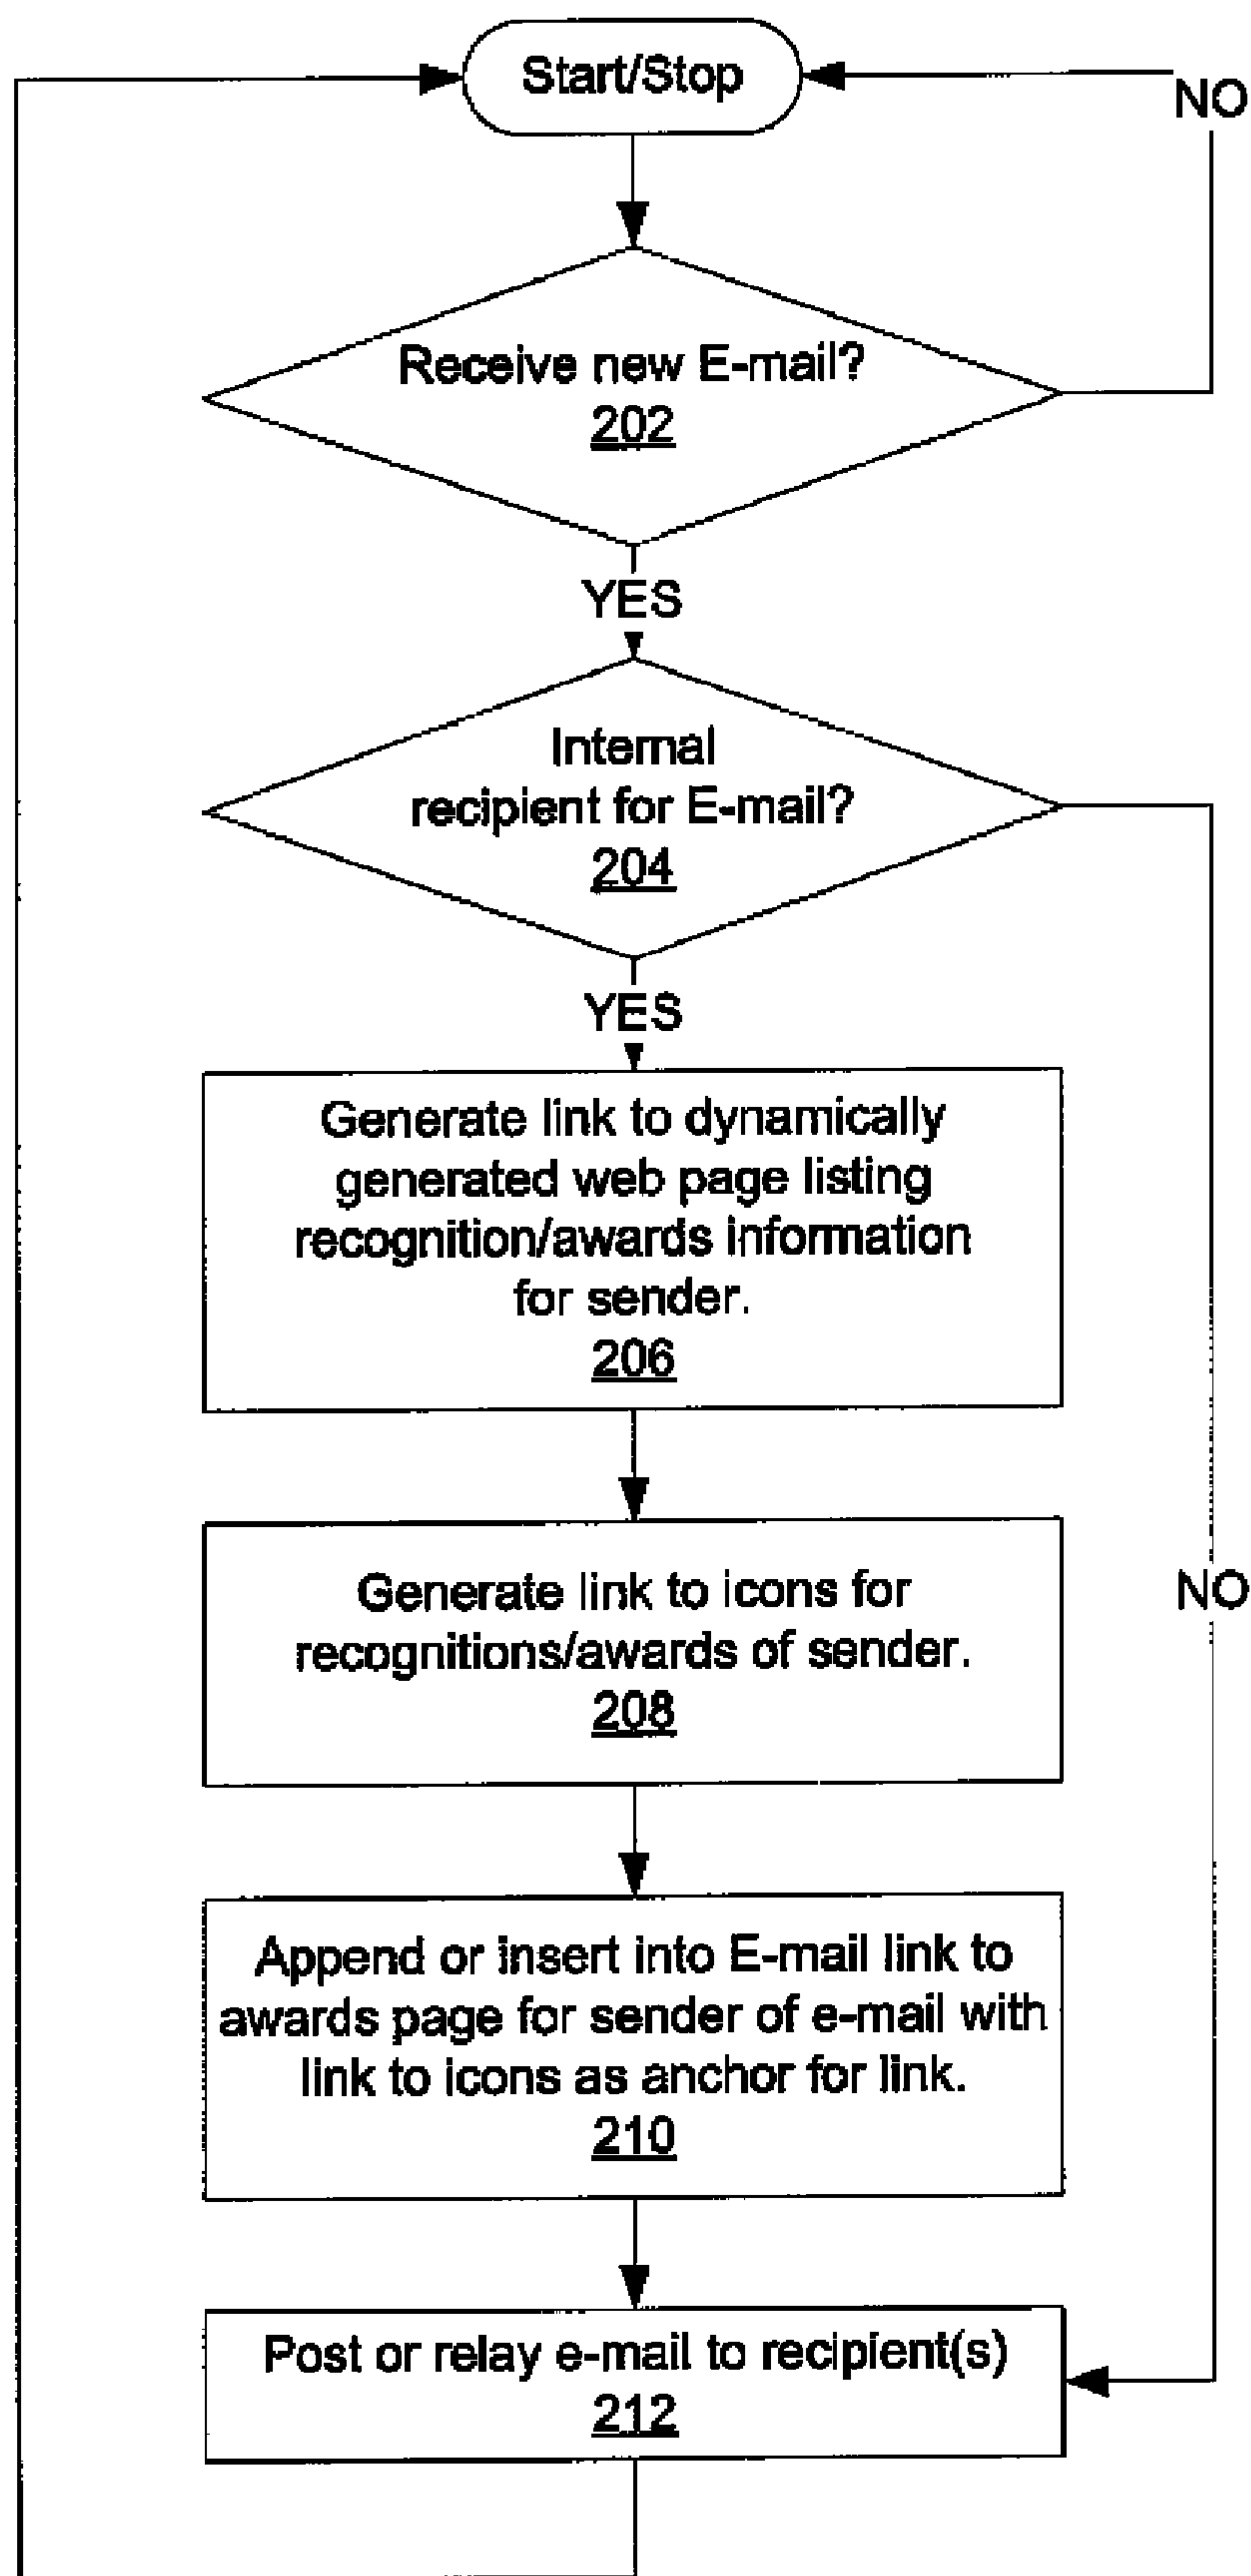 Start/Stop
NO
Receive new E-mail?
202
YES
Internal
recipient for E-mail?
204
YES
Generate link to dynamically
generated web page listing
recognition/awards information
for sender.
206
Generate link to icons for
recognitions/awards of sender.
208
NO
Append or insert into E-mail link to
awards page for sender of e-mail with
link to icons as anchor for link.
210
Post or relay e-mail to recipient(s)
212